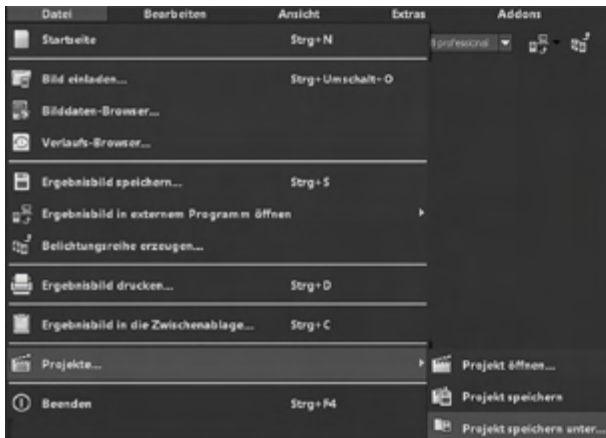 Datei Bearbeiten Ansicht Extras Addons
Startseite Strg+N
professional
Bild einladen... Strg+Umschalt+O
Bilddaten-Browser...
Verlaufs-Browser...
Ergebnisbild speichern... Strg+S
Ergebnisbild in externem Programm öffnen
Belichtungsreihe erzeugen...
Ergebnisbild drucken... Strg+D
Ergebnisbild in die Zwischenablage... Strg+C
Projekte...
Projekt öffnen...
Projekt speichern
Beenden Strg+F4
Projekt speichern unter...